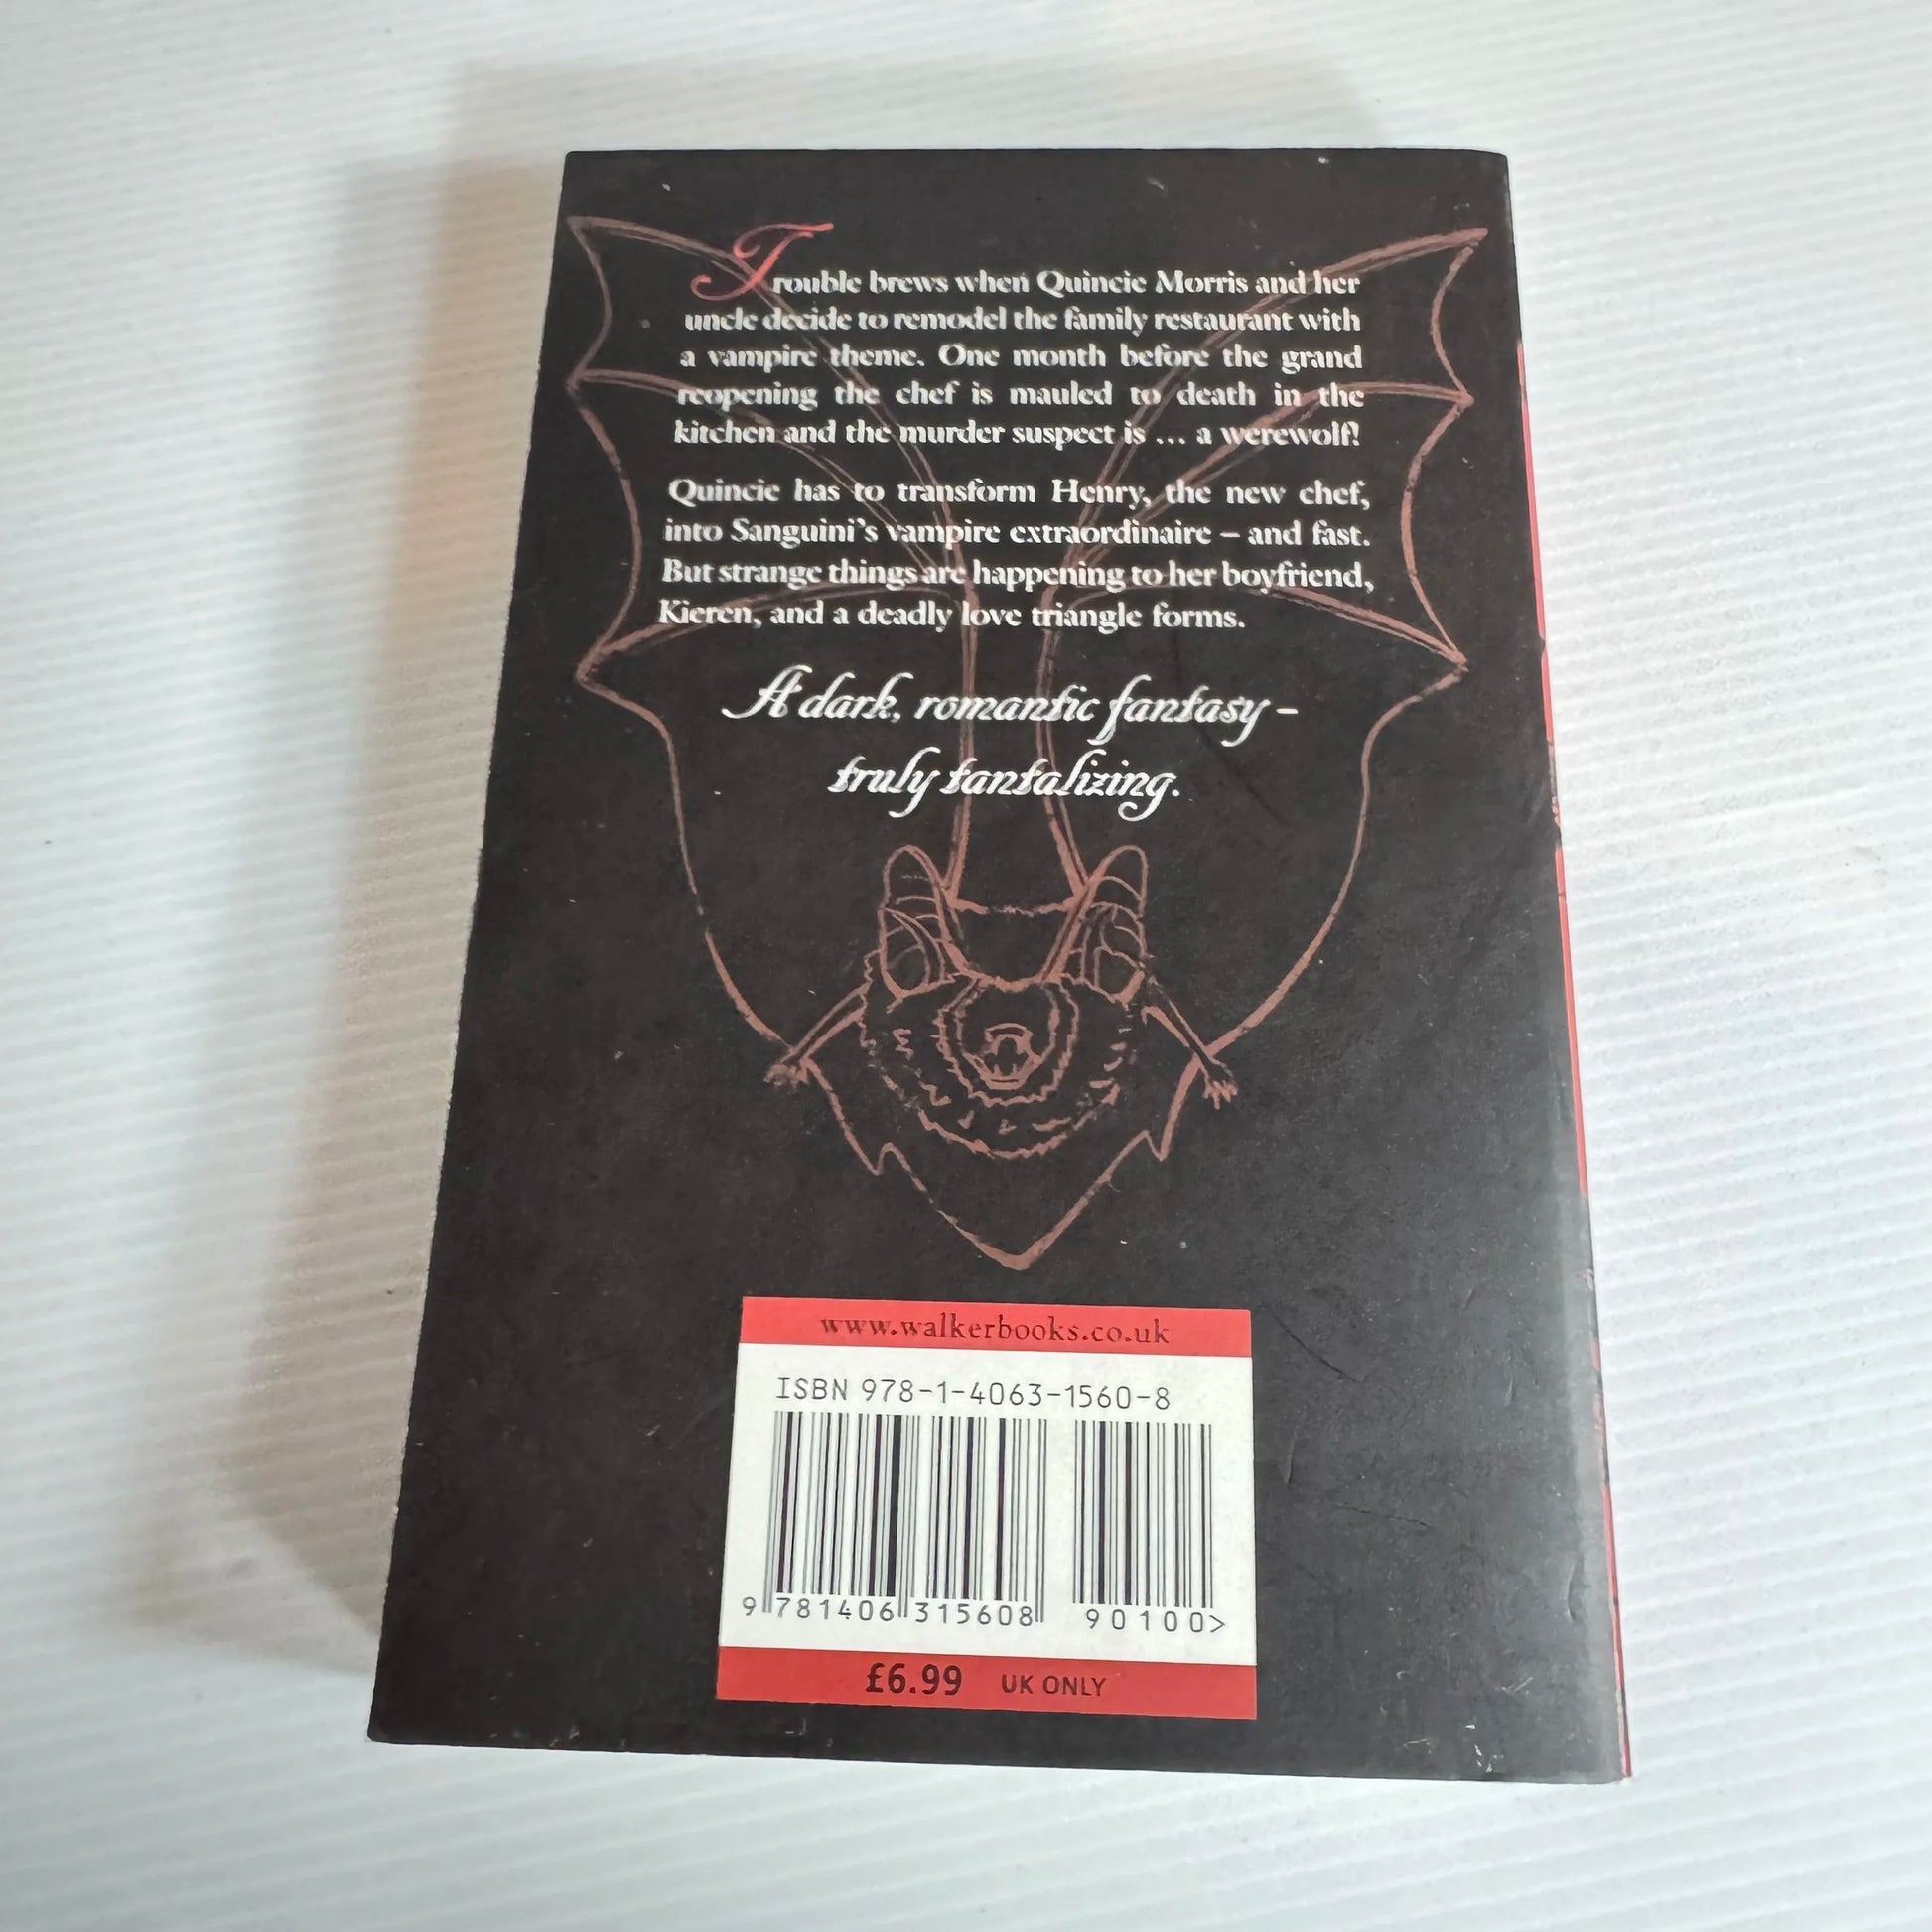 Trouble brews when Quincie Morris and her
uncle decide to remodel the family restaurant with
a vampire theme. One month before the grand
reopening the chef is mauled to death in the
kitchen and the murder suspect is ... a werewolf!
Quincie has to transform Henry, the new chef,
into Sanguini's vampire extraordinaire – and fast.
But strange things are happening to her boyfriend,
Kieren, and a deadly love triangle forms.
A dark, romantic fantasy –
truly tantalizing.
www.walkerbooks.co.uk
ISBN 978-1-4063-1560-8
9 781406 315608 90100>
£6.99 UK ONLY